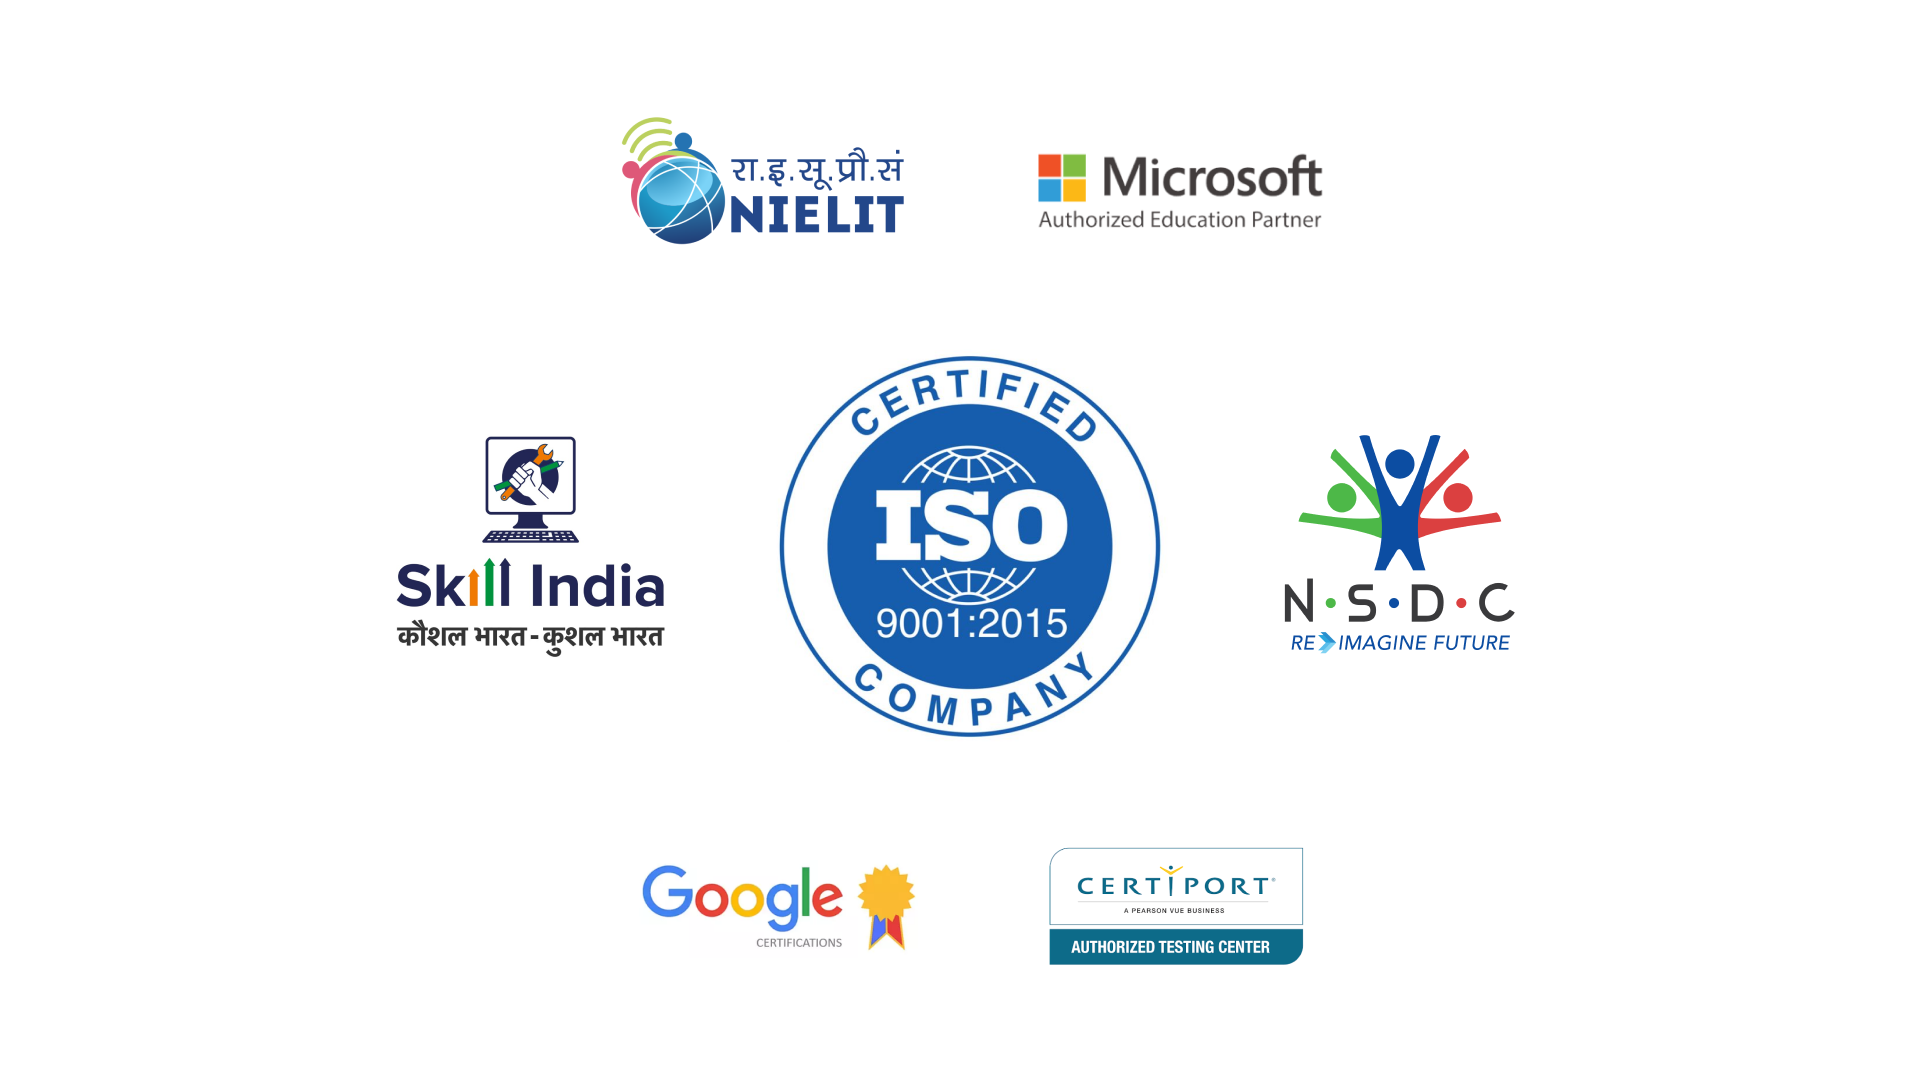 रा.इ.सू.प्रौ.सं
NIELIT
Microsoft
Authorized Education Partner
Skill India
कौशल भारत - कुशल भारत
CERTIFIED
ISO
9001:2015
COMPANY
N·S·D·C
RE IMAGINE FUTURE
Google
CERTIFICATIONS
CERTIPORT®
A PEARSON VUE BUSINESS
AUTHORIZED TESTING CENTER